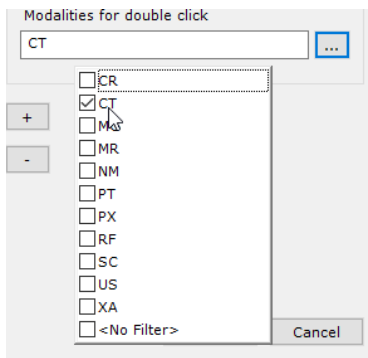 Modalities for double click
CT
...
CR
CT
+
MR
-
NM
PT
PX
RF
SC
US
XA
<No Filter>
Cancel